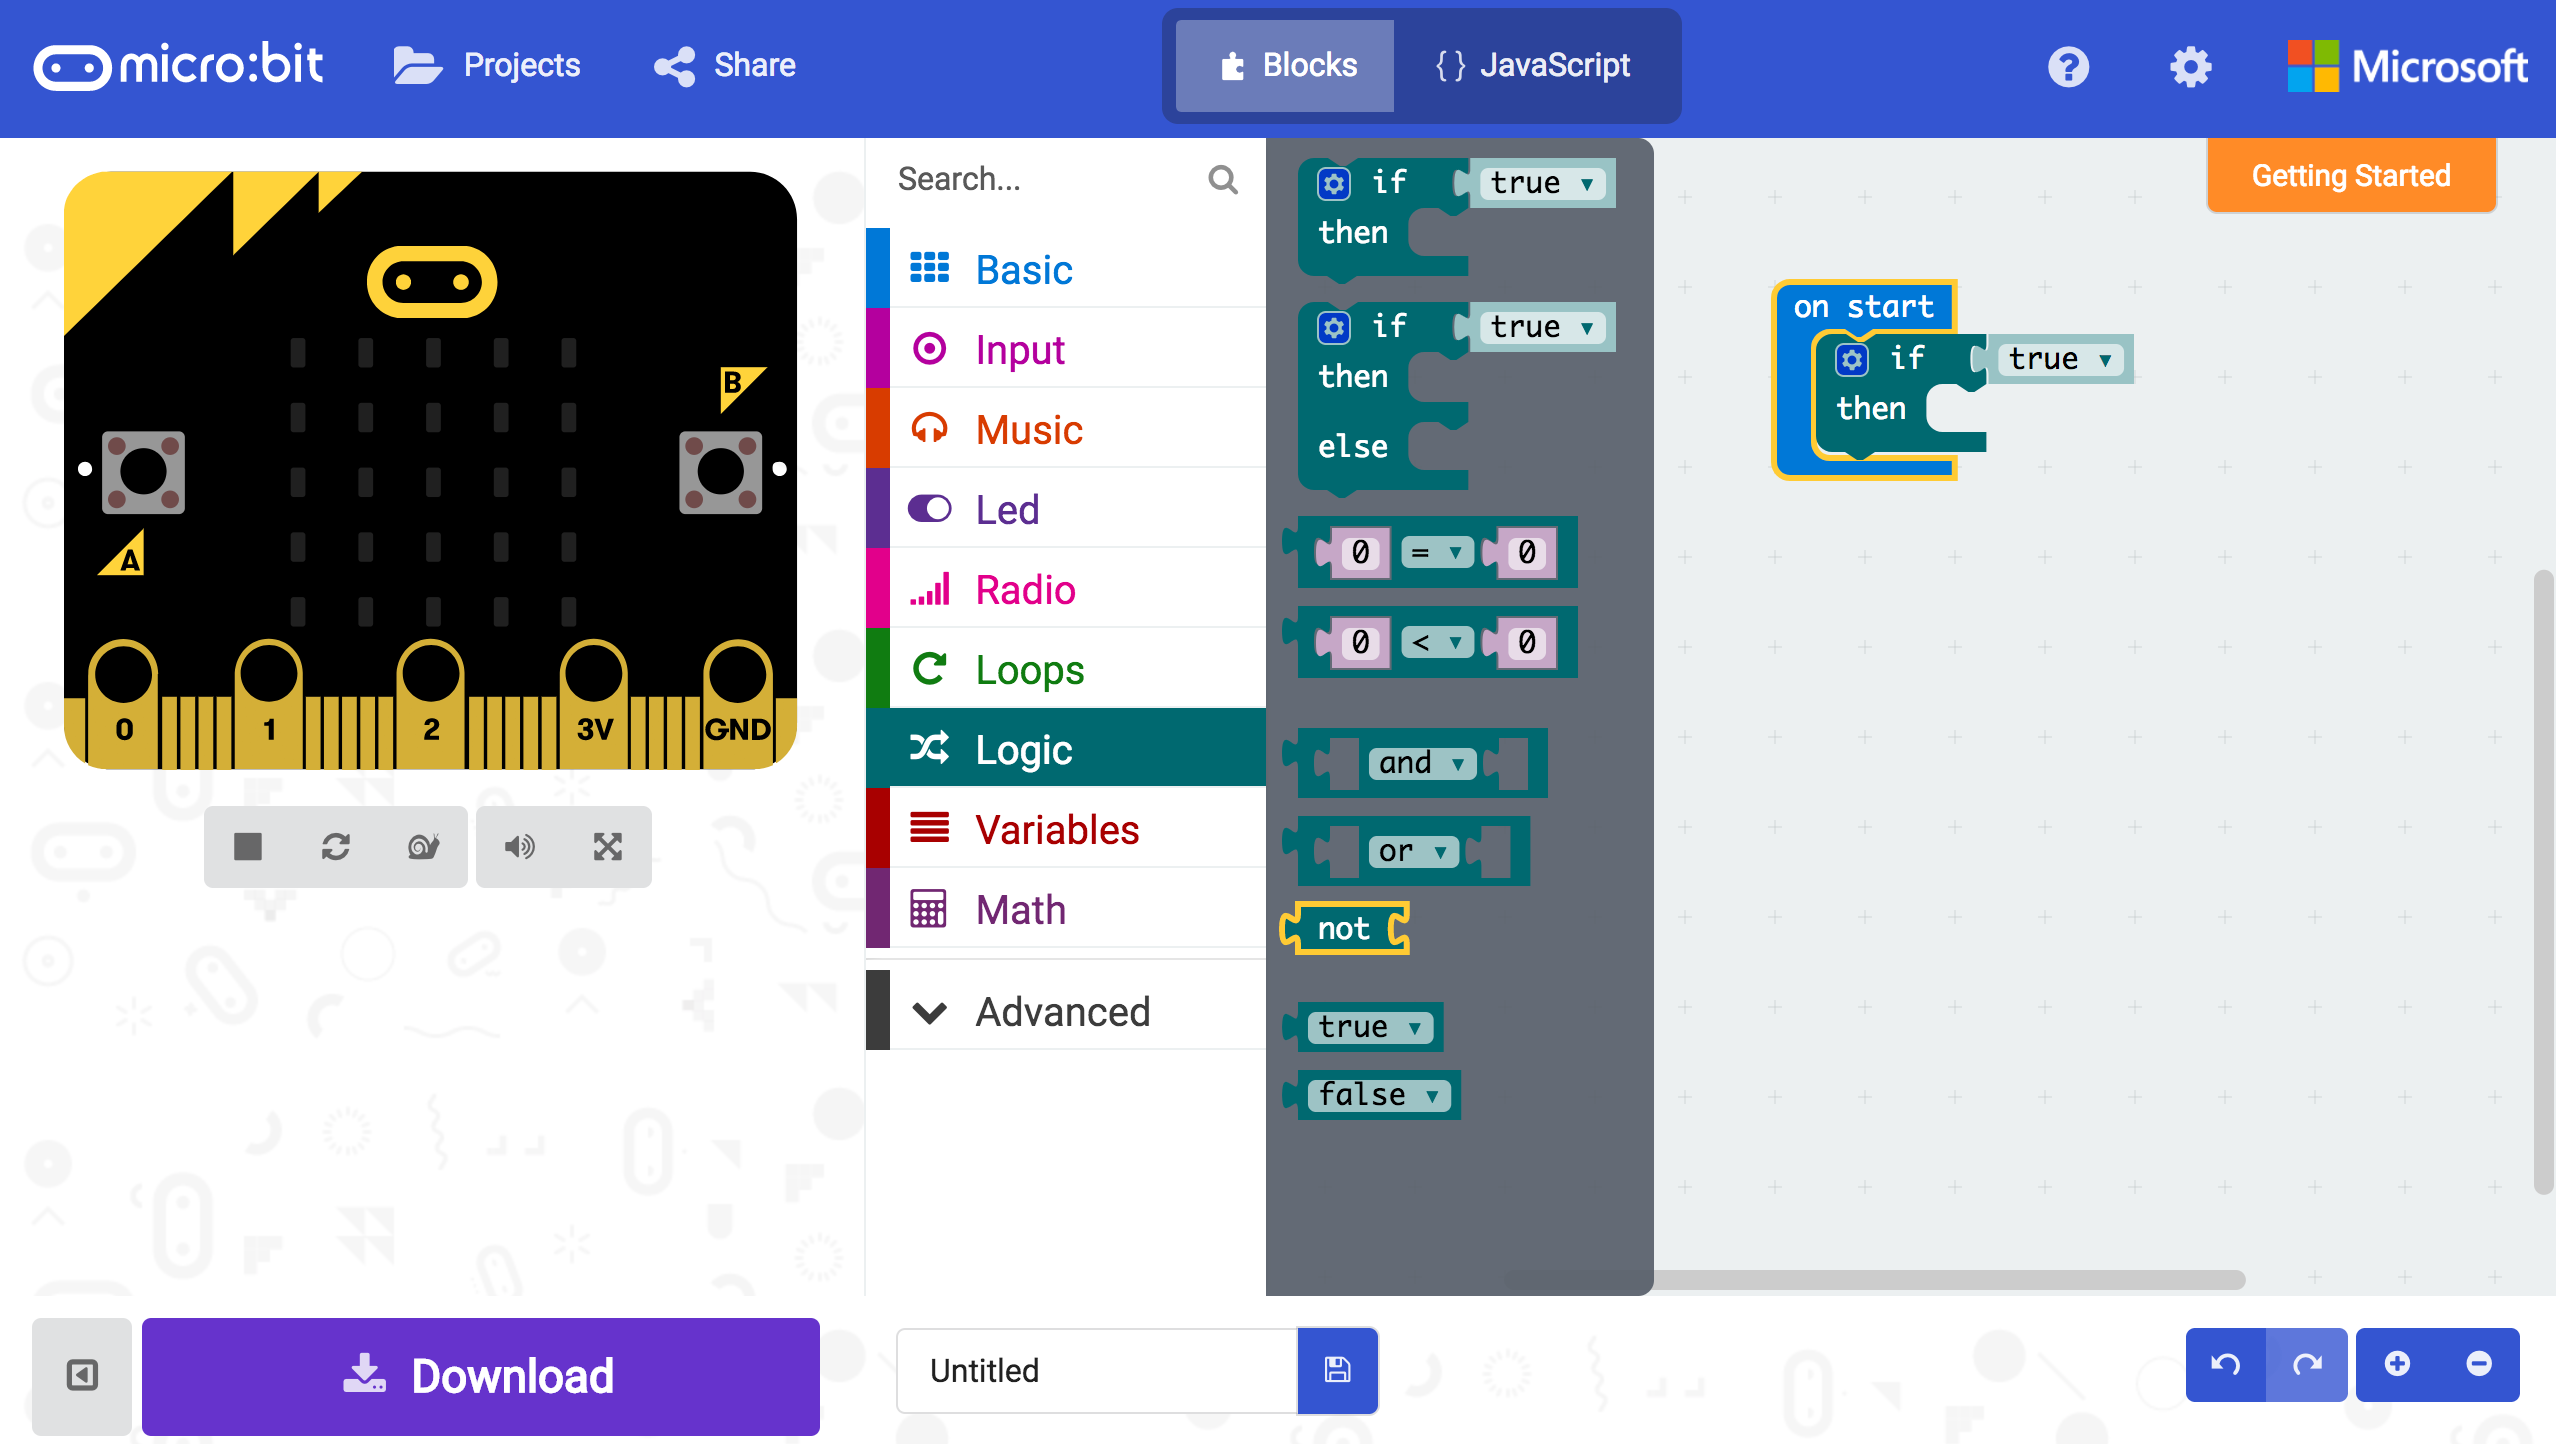 micro:bit
Projects
Share
Blocks
{ } JavaScript
?
Microsoft
Getting Started
Search...
Basic
Input
Music
Led
Radio
Loops
Logic
Variables
Math
Advanced
B
A
0 1 2 3V GND
if true
then
if true
then
else
0 = 0
0 < 0
and
or
not
true
false
on start
if true
then
Download
Untitled